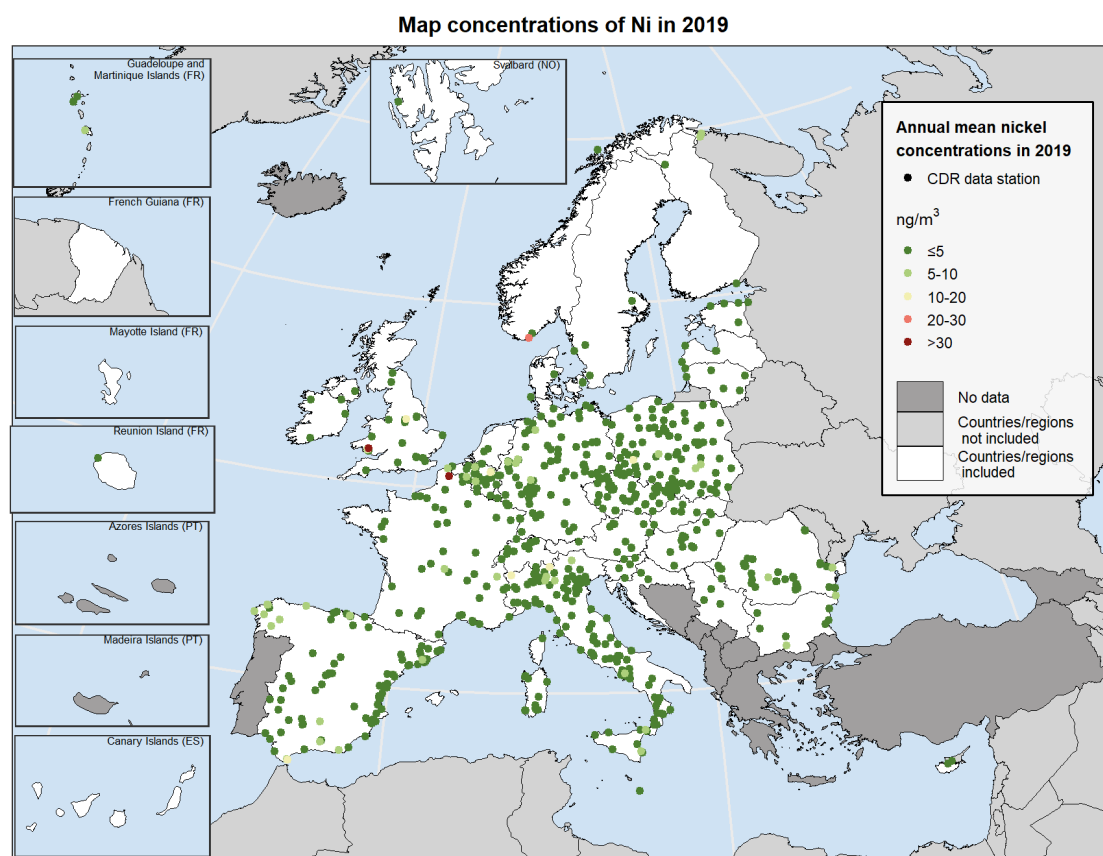 Map concentrations of Ni in 2019
Guadeloupe and
Martinique Islands (FR)
Svalbard (NO)
French Guiana (FR)
Mayotte Island (FR)
Reunion Island (FR)
Azores Islands (PT)
Madeira Islands (PT)
Canary Islands (ES)
Annual mean nickel
concentrations in 2019
CDR data station
ng/m³
≤5
5-10
10-20
20-30
>30
No data
Countries/regions
not included
Countries/regions
included